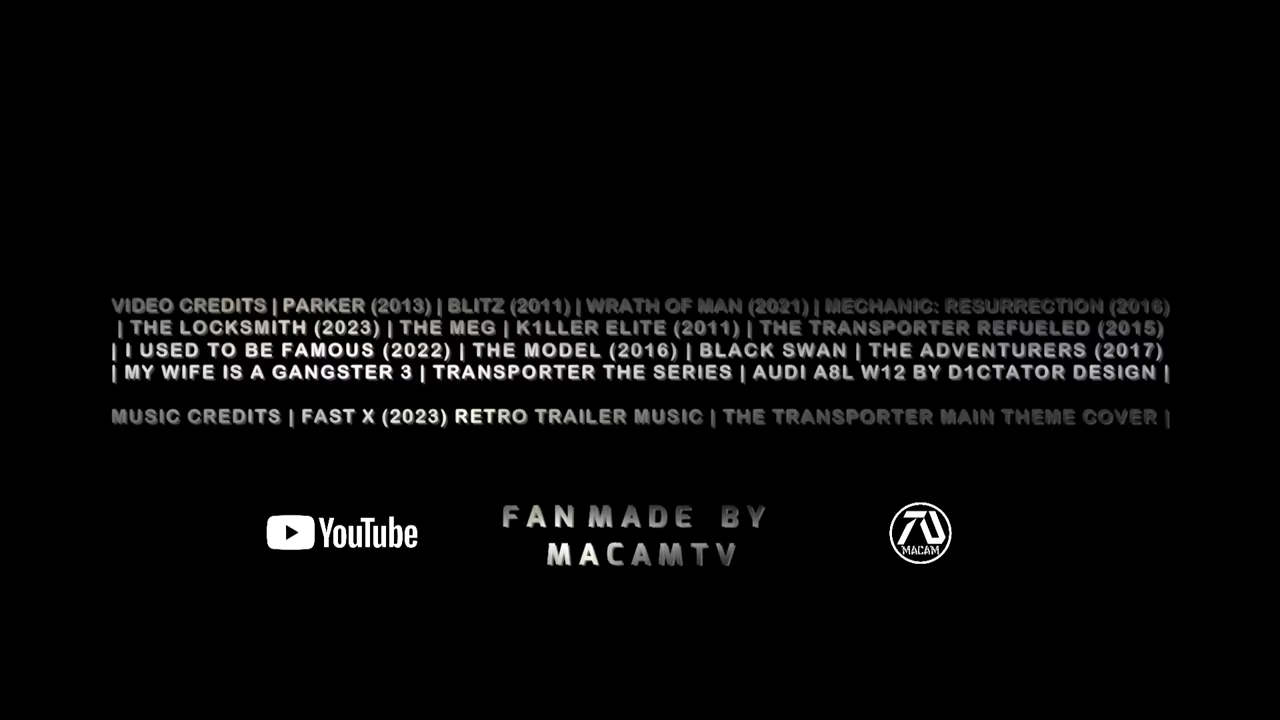 VIDEO CREDITS | PARKER (2013) | BLITZ (2011) | WRATH OF MAN (2021) | MECHANIC: RESURRECTION (2016)
| THE LOCKSMITH (2023) | THE MEG | K1LLER ELITE (2011) | THE TRANSPORTER REFUELED (2015)
| I USED TO BE FAMOUS (2022) | THE MODEL (2016) | BLACK SWAN | THE ADVENTURERS (2017)
| MY WIFE IS A GANGSTER 3 | TRANSPORTER THE SERIES | AUDI A8L W12 BY D1CTATOR DESIGN |
MUSIC CREDITS | FAST X (2023) RETRO TRAILER MUSIC | THE TRANSPORTER MAIN THEME COVER |
YouTube
FAN MADE BY
MACAMTV
MACAM